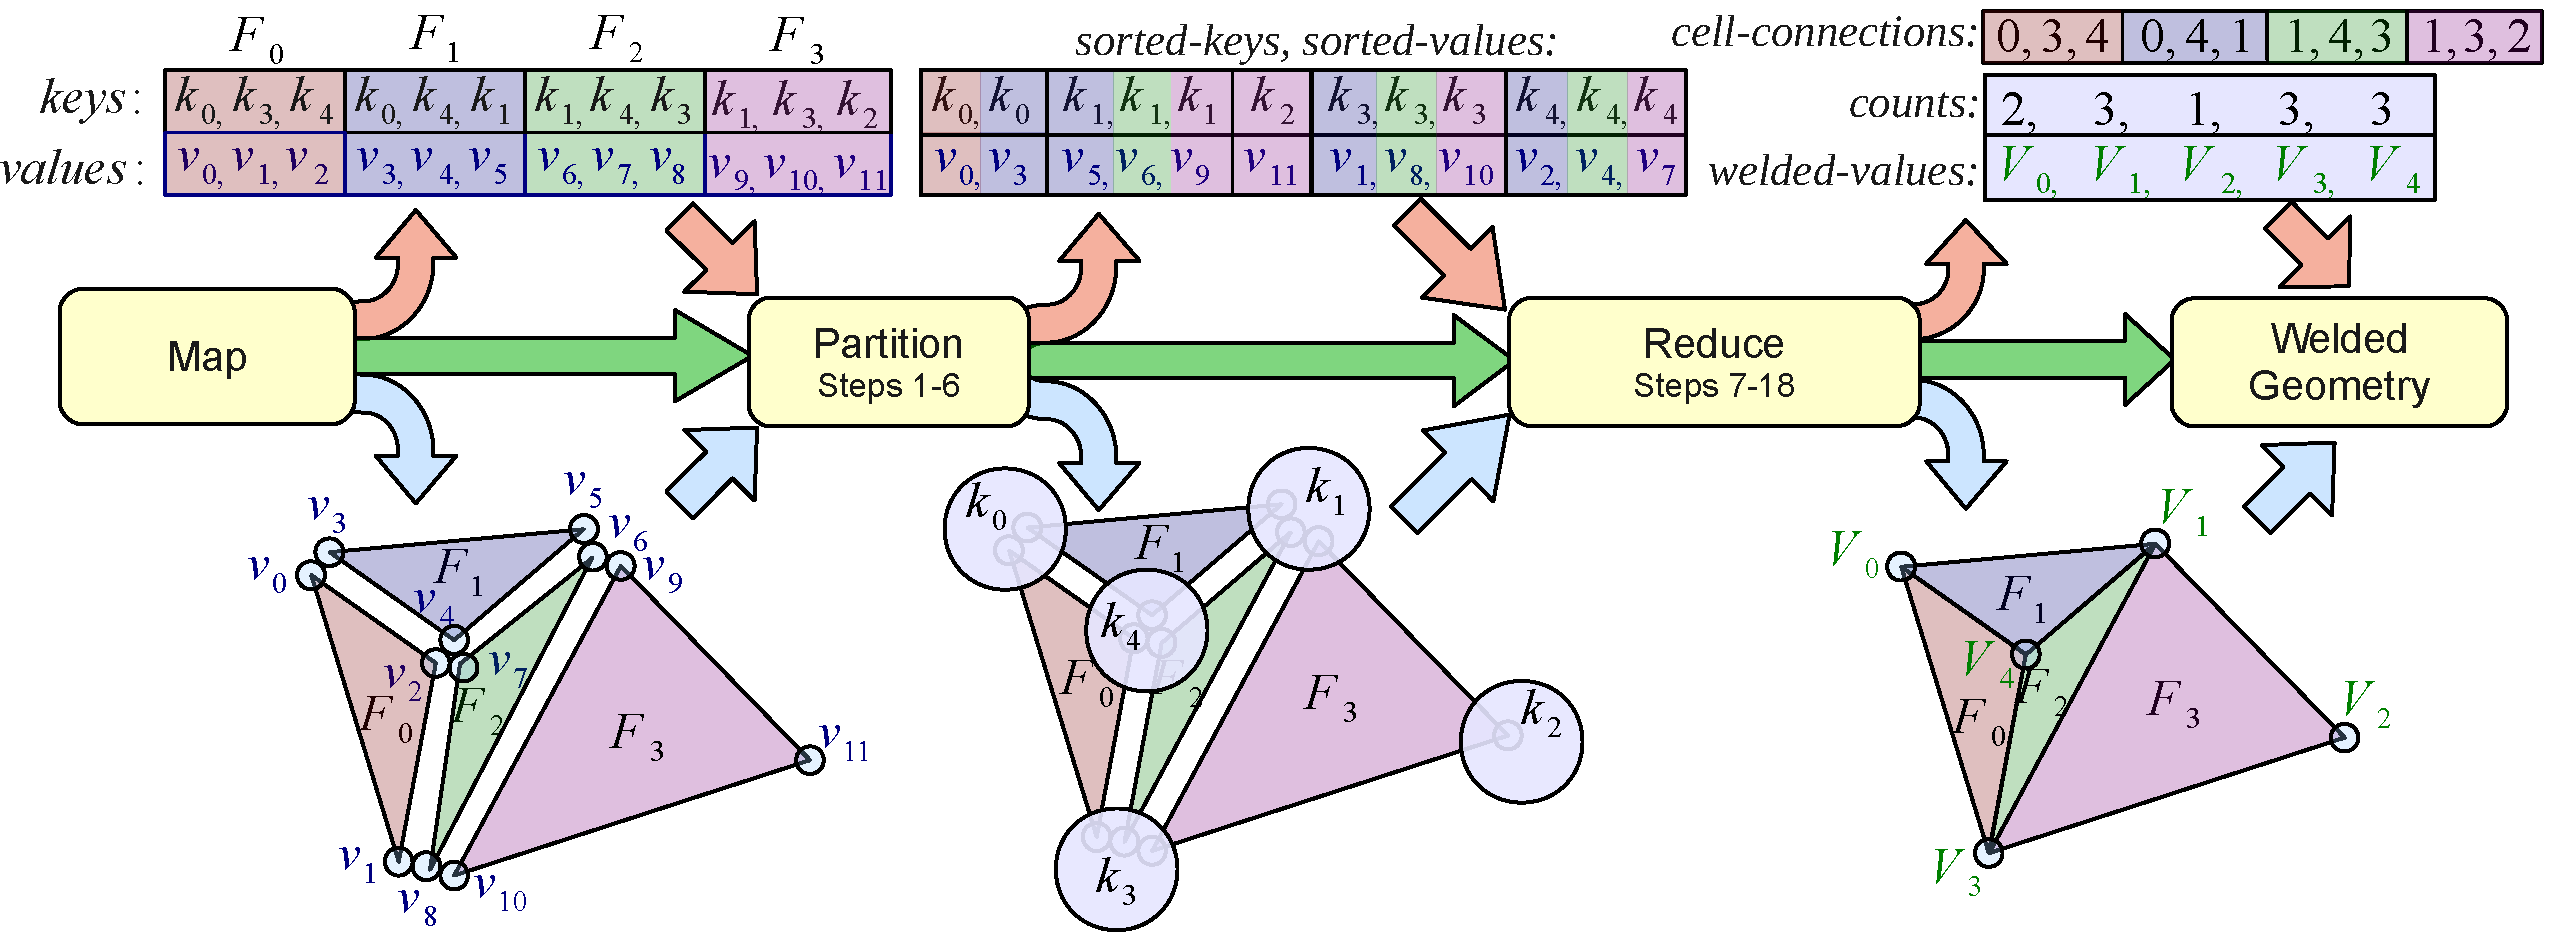 F0 F1 F2 F3
keys: k0, k3, k4 k0, k4, k1 k1, k4, k3 k1, k3, k2
values: v0, v1, v2 v3, v4, v5 v6, v7, v8 v9, v10, v11
sorted-keys, sorted-values:
k0, k0 k1, k1, k1 k2 k3, k3, k3 k4, k4, k4
v0, v3 v5, v6, v9 v11 v1, v8, v10 v2, v4, v7
cell-connections: 0, 3, 4 0, 4, 1 1, 4, 3 1, 3, 2
counts: 2, 3, 1, 3, 3
welded-values: V0, V1, V2, V3, V4
Map
Partition
Steps 1-6
Reduce
Steps 7-18
Welded
Geometry
v3
v5
v6
v0
F1
v9
v4
v2
v7
F0
F2
F3
v11
v1
v8
v10
k0
k1
F1
k4
F0
F2
F3
k2
k3
V0
V1
F1
V4
F2
F0
F3
V2
V3